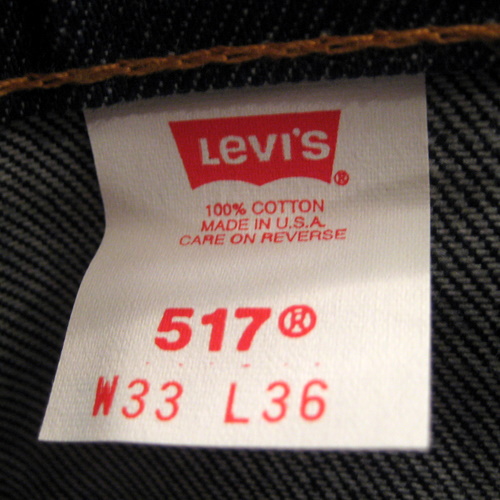 Levi's®
100% COTTON
MADE IN U.S.A.
CARE ON REVERSE
517®
W33 L36